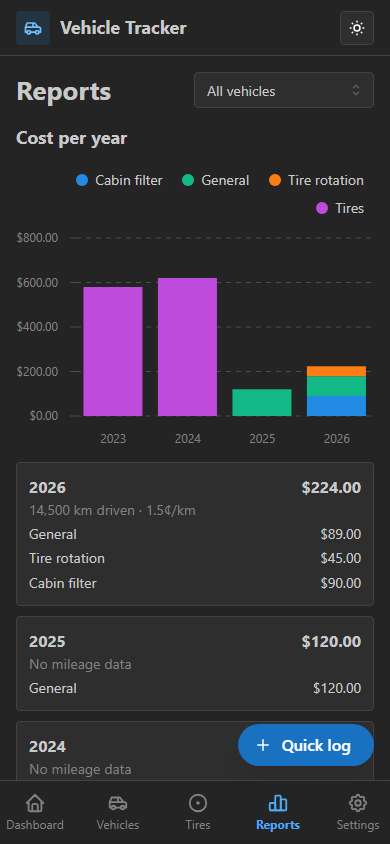 Vehicle Tracker
Reports
All vehicles
Cost per year
Cabin filter General Tire rotation
Tires
$800.00
$600.00
$400.00
$200.00
$0.00
2023 2024 2025 2026
2026 $224.00
14,500 km driven · 1.5¢/km
General $89.00
Tire rotation $45.00
Cabin filter $90.00
2025 $120.00
No mileage data
General $120.00
2024
+ Quick log
No mileage data
Dashboard Vehicles Tires Reports Settings